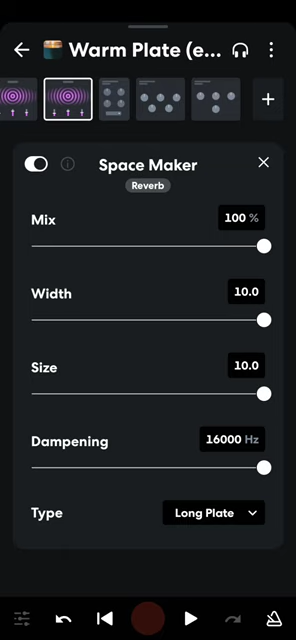 Warm Plate (e...
Space Maker
Reverb
Mix
100 %
Width
10.0
Size
10.0
Dampening
16000 Hz
Type
Long Plate